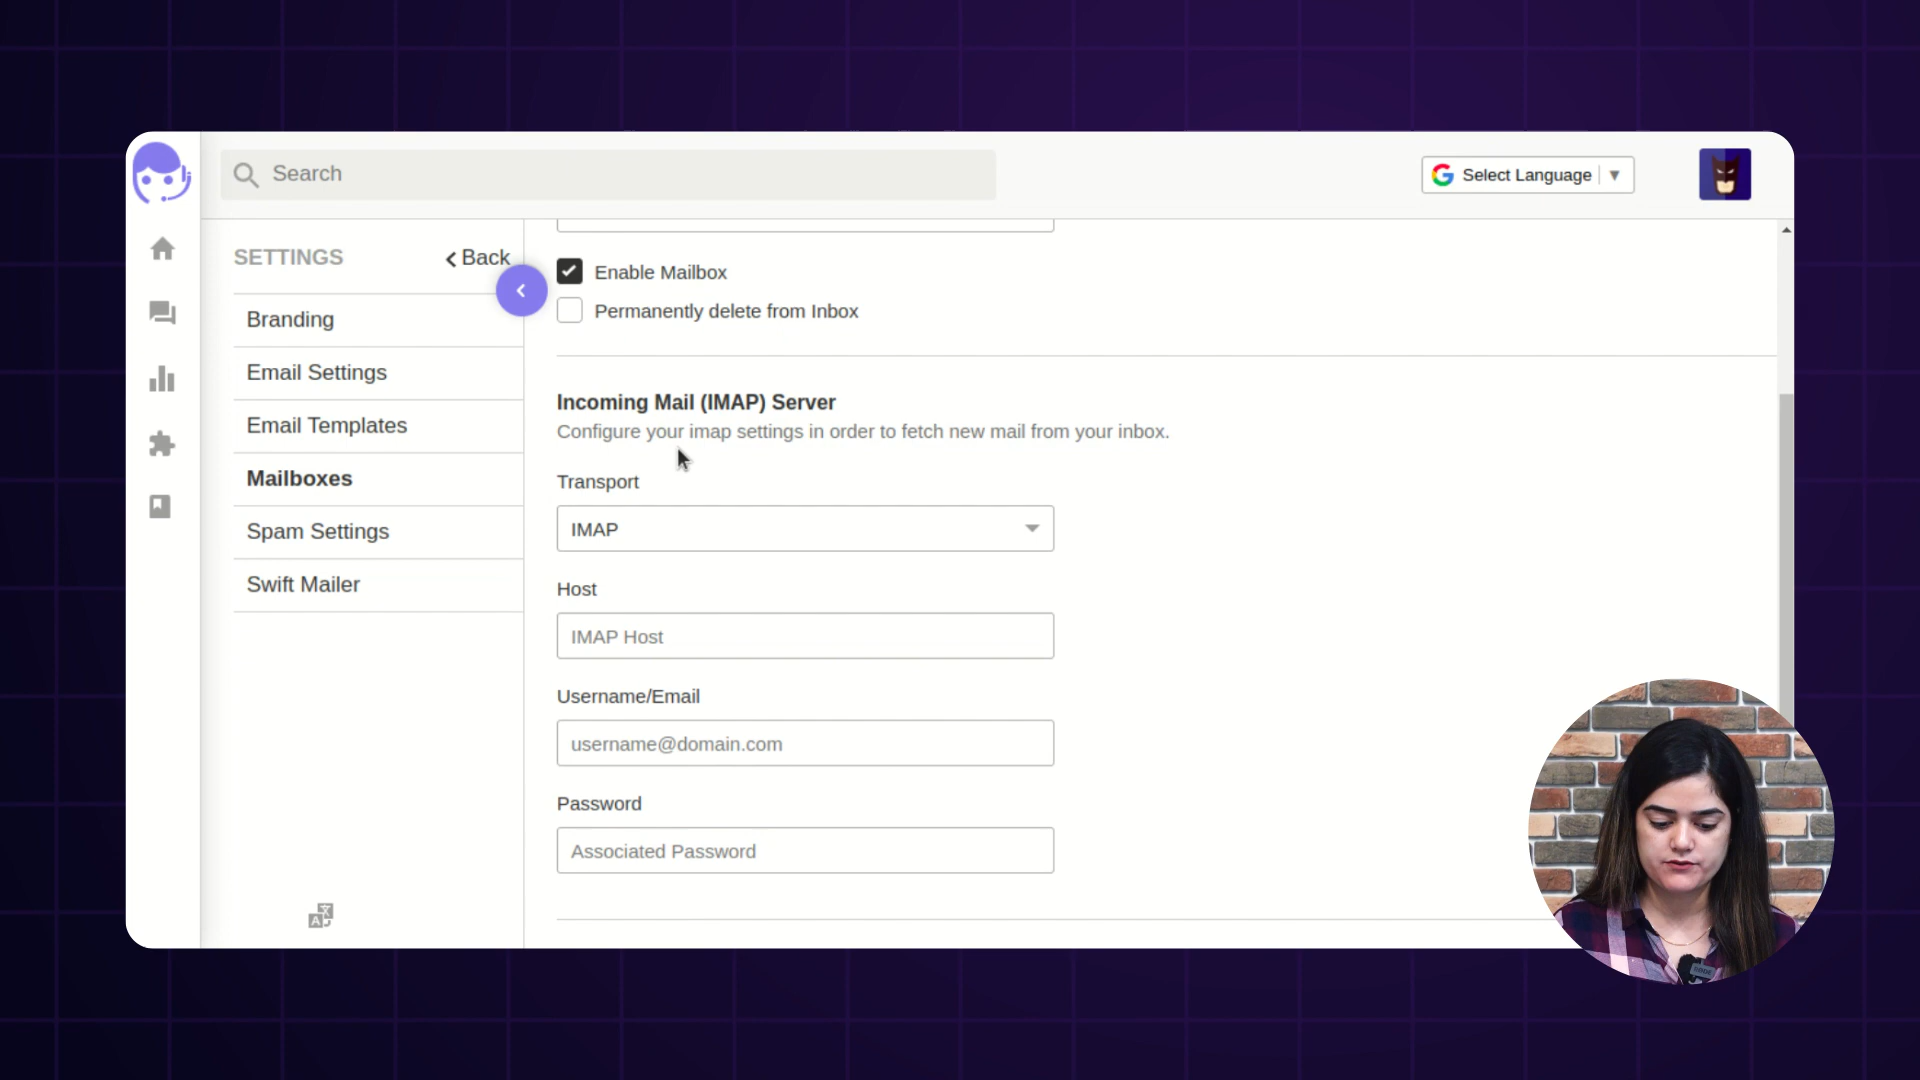 Search
Select Language
SETTINGS
Back
Branding
Email Settings
Email Templates
Mailboxes
Spam Settings
Swift Mailer
Enable Mailbox
Permanently delete from Inbox
Incoming Mail (IMAP) Server
Configure your imap settings in order to fetch new mail from your inbox.
Transport
IMAP
Host
IMAP Host
Username/Email
username@domain.com
Password
Associated Password